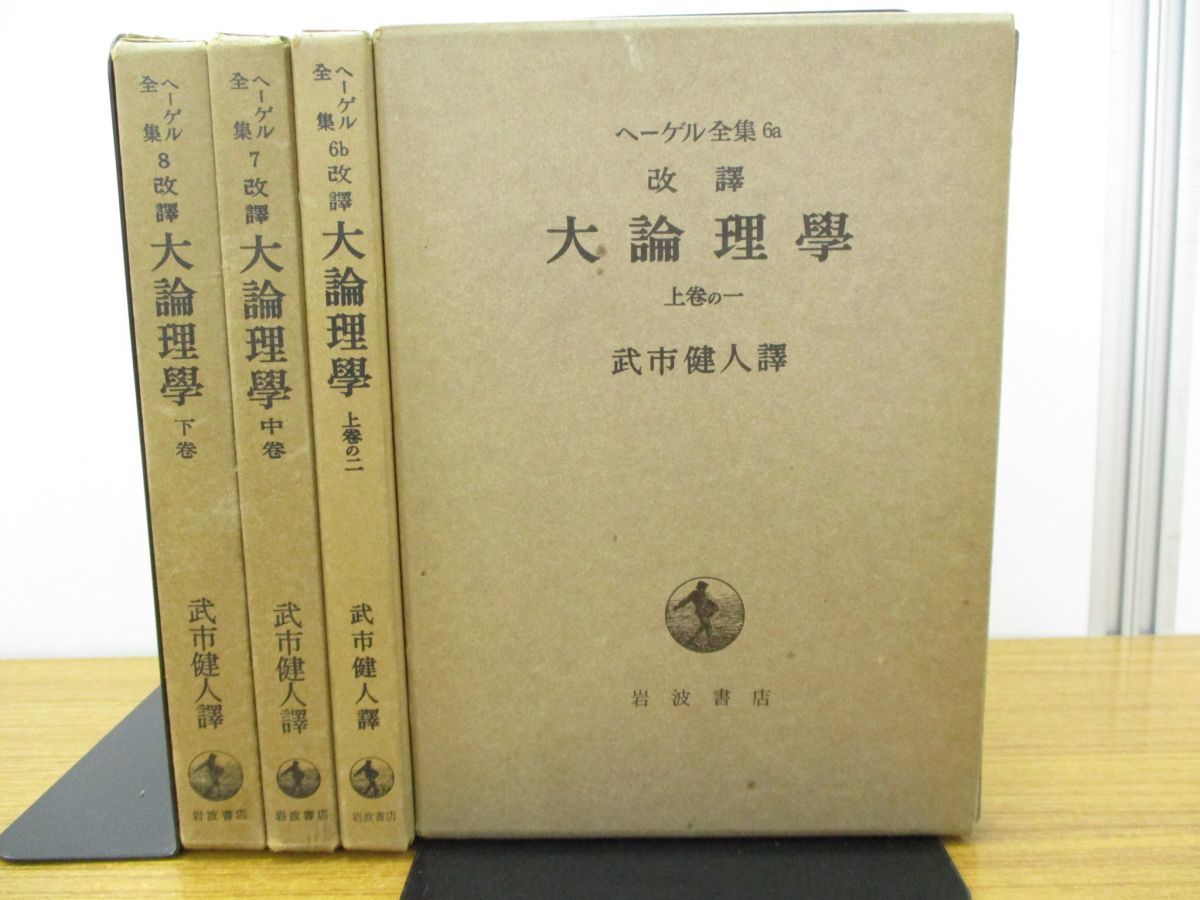 ヘーゲル全集 6a
改譯
大論理學
上卷の一
武市健人譯
岩波書店
ヘーゲル全集 6b 改譯 大論理學 上卷の二 武市健人譯
岩波書店
ヘーゲル全集 7 改譯 大論理學 中卷 武市健人譯
岩波書店
ヘーゲル全集 8 改譯 大論理學 下卷 武市健人譯
岩波書店